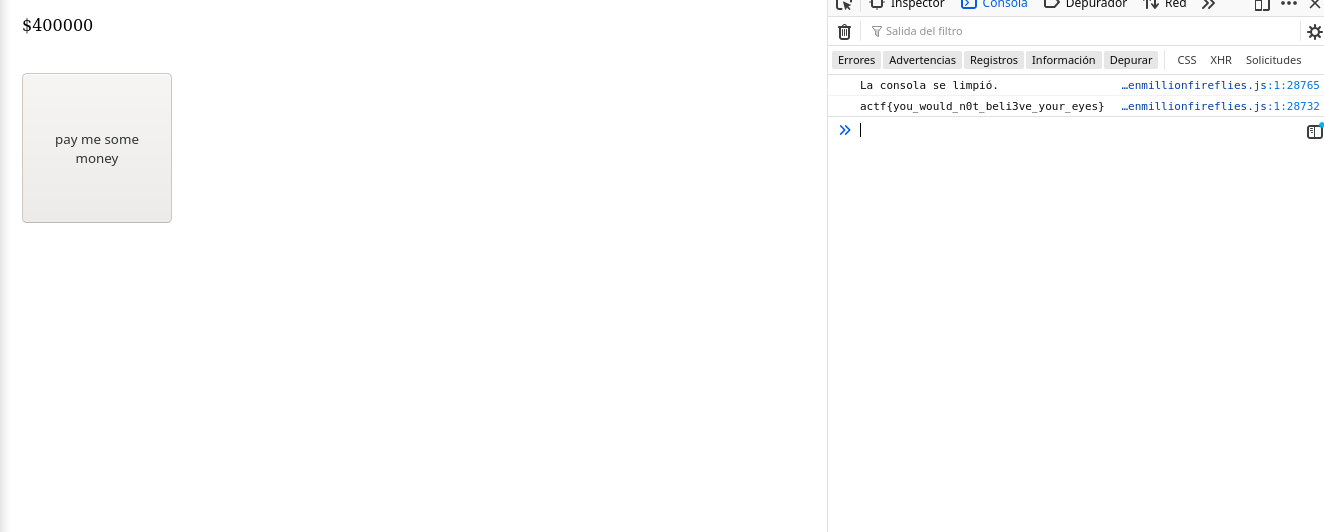 $400000
pay me some
money
Inspector Consola Depurador Red
Salida del filtro
Errores Advertencias Registros Información Depurar CSS XHR Solicitudes
La consola se limpió. …enmillionfireflies.js:1:28765
actf{you_would_n0t_beli3ve_your_eyes} …enmillionfireflies.js:1:28732